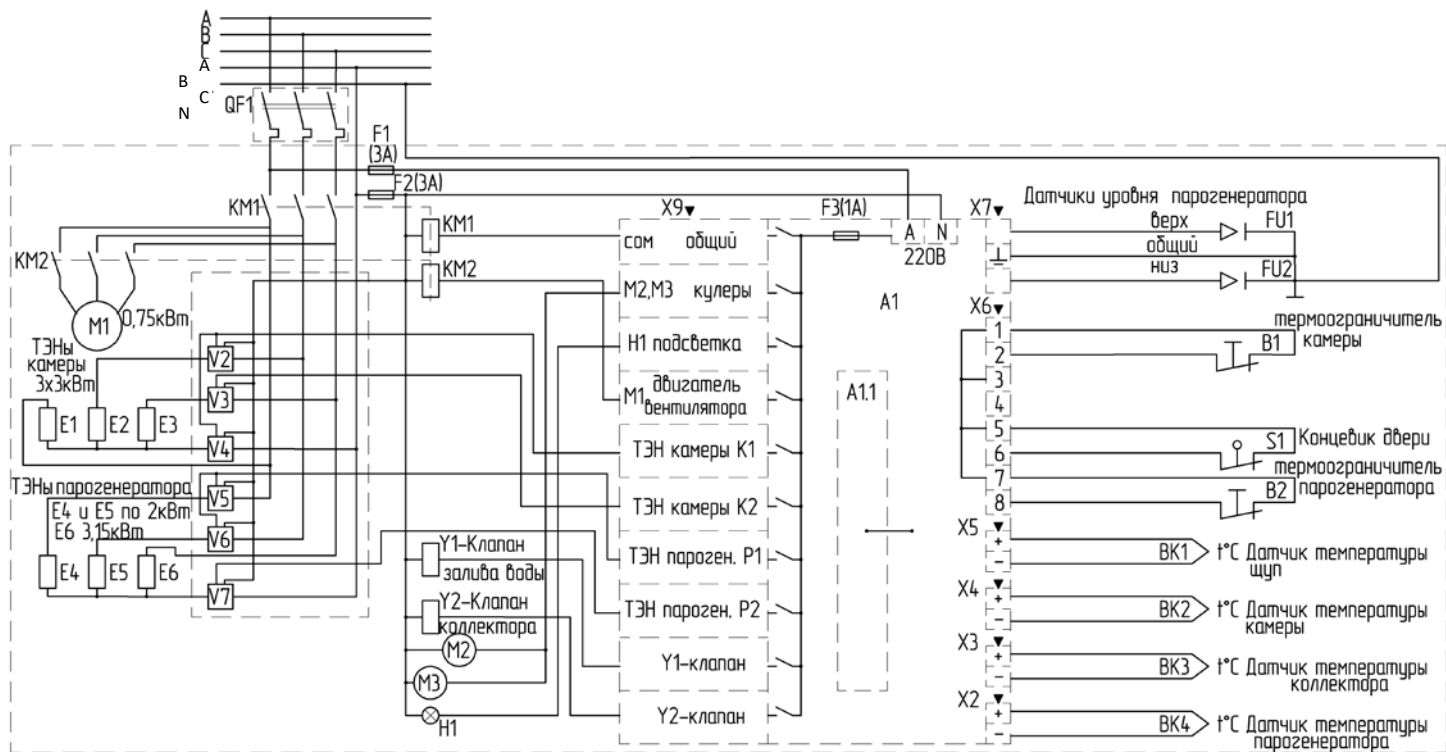 A
B
C
A
B
C
N
QF1
F1
(3A)
F2(3A)
KM1
KM1
KM2
KM2
M1
0,75кВт
ТЭНы
камеры
3x3кВт
V2
V3
V4
E1
E2
E3
ТЭНы парогенератора
E4 и E5 по 2кВт
E6 3,15кВт
V5
V6
V7
E4
E5
E6
Y1-Клапан
залива воды
Y2-Клапан
коллектора
M2
M3
H1
X9
com общий
M2,M3 кулеры
H1 подсветка
M1 двигатель
вентилятора
ТЭН камеры K1
ТЭН камеры K2
ТЭН пароген. P1
ТЭН пароген. P2
Y1-клапан
Y2-клапан
F3(1A)
A N
220В
A1
A1.1
X7
Датчики уровня парогенератора
верх
FU1
общий
низ
FU2
X6
1
2
3
4
5
6
7
8
термоограничитель
камеры
B1
S1
Концевик двери
термоограничитель
парогенератора
B2
X5
+
-
BK1
t°C Датчик температуры
щуп
X4
+
-
BK2
t°C Датчик температуры
камеры
X3
+
-
BK3
t°C Датчик температуры
коллектора
X2
+
-
BK4
t°C Датчик температуры
парогенератора